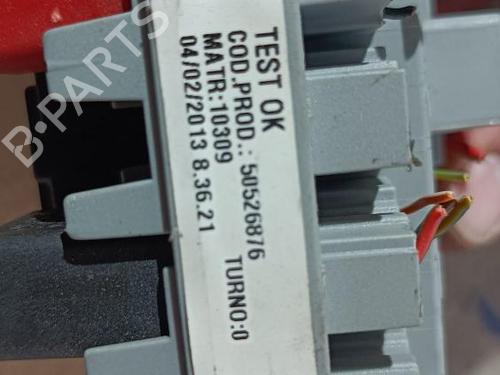 TEST OK
COD.PROD.: 50526876
MATR:10309 TURNO:0
04/02/2013 8.36.21
B-PARTS